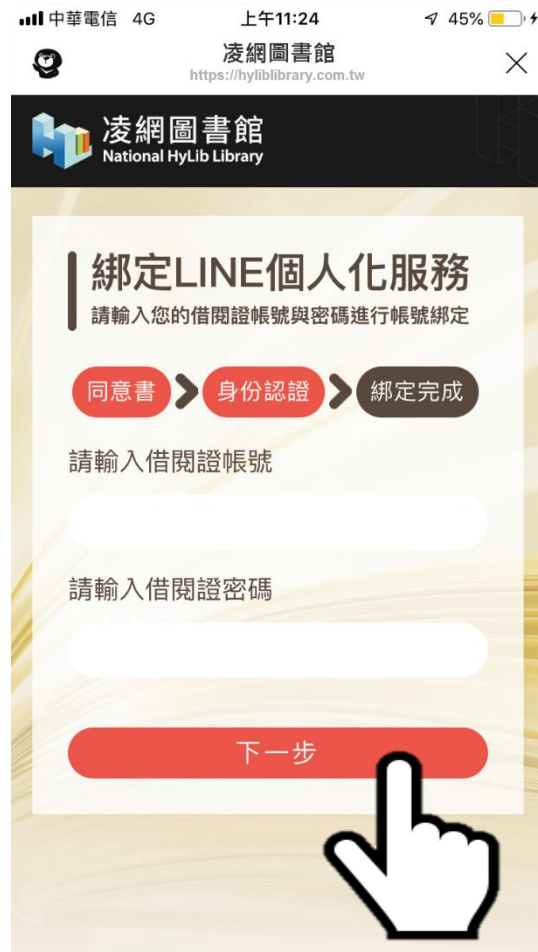 中華電信 4G 上午11:24 45%
凌網圖書館
https://hyliblibrary.com.tw
凌網圖書館
National HyLib Library
綁定LINE個人化服務
請輸入您的借閱證帳號與密碼進行帳號綁定
同意書 身份認證 綁定完成
請輸入借閱證帳號
請輸入借閱證密碼
下一步